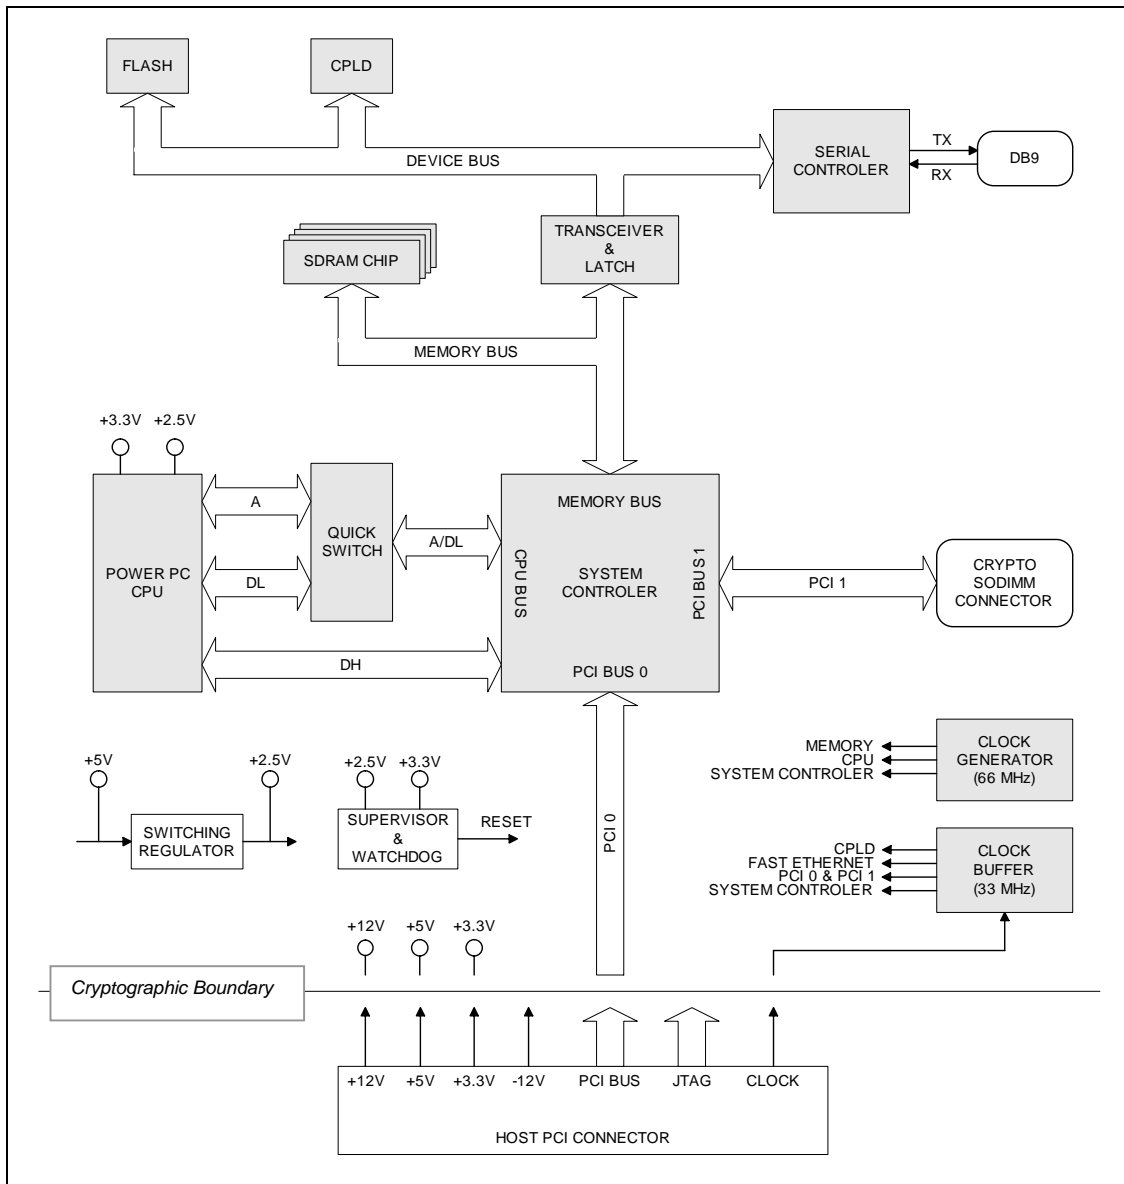 FLASH
CPLD
SERIAL
CONTROLER
TX
RX
DB9
DEVICE BUS
TRANSCEIVER
&
LATCH
SDRAM CHIP
MEMORY BUS
+3.3V
+2.5V
POWER PC
CPU
A
DL
DH
QUICK
SWITCH
A/DL
MEMORY BUS
CPU BUS
SYSTEM
CONTROLER
PCI BUS 1
PCI BUS 0
PCI 1
CRYPTO
SODIMM
CONNECTOR
+5V
+2.5V
SWITCHING
REGULATOR
+2.5V
+3.3V
SUPERVISOR
&
WATCHDOG
RESET
PCI 0
MEMORY
CPU
SYSTEM CONTROLER
CLOCK
GENERATOR
(66 MHz)
CPLD
FAST ETHERNET
PCI 0 & PCI 1
SYSTEM CONTROLER
CLOCK
BUFFER
(33 MHz)
+12V
+5V
+3.3V
Cryptographic Boundary
+12V
+5V
+3.3V
-12V
PCI BUS
JTAG
CLOCK
HOST PCI CONNECTOR